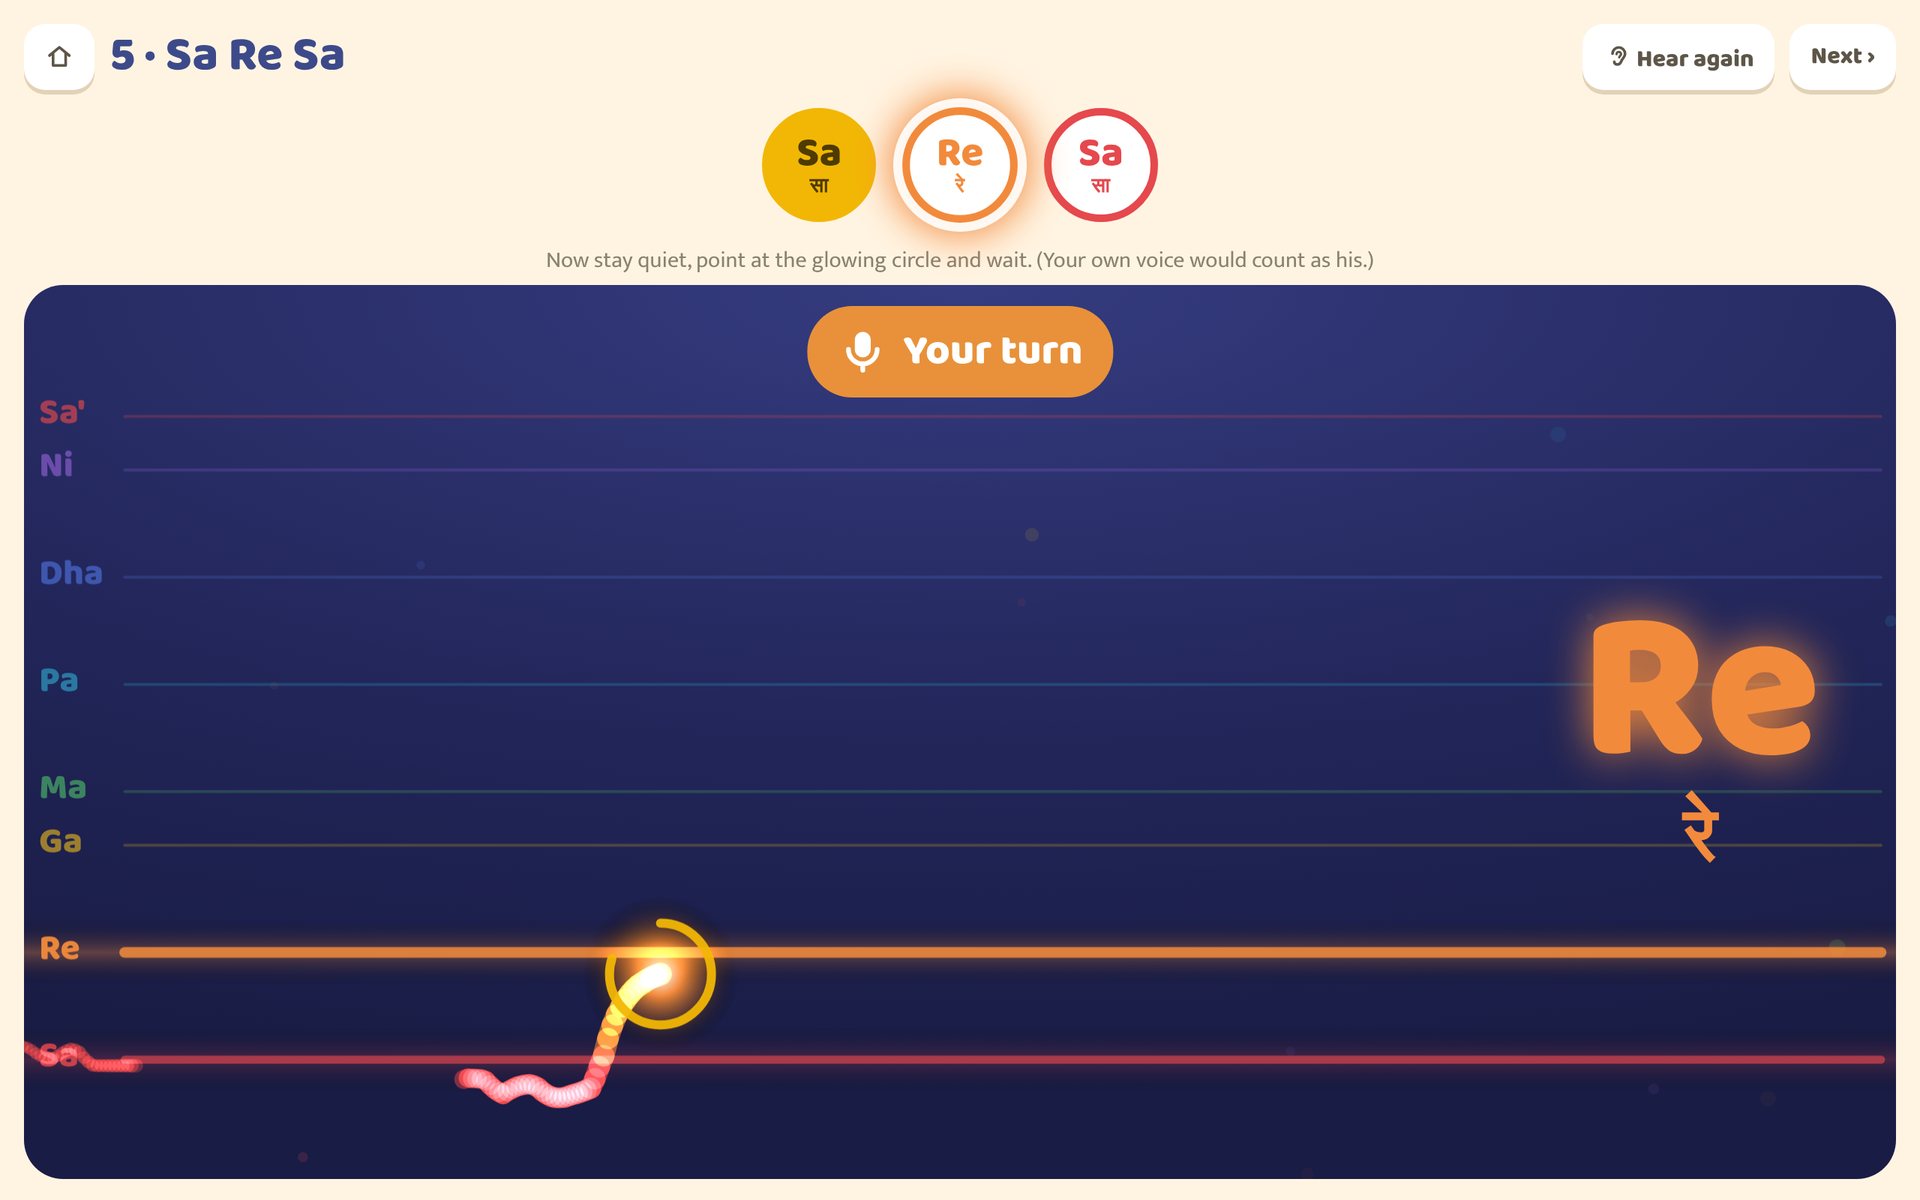 5 · Sa Re Sa
Hear again
Next ›
Sa
सा
Re
रे
Sa
सा
Now stay quiet, point at the glowing circle and wait. (Your own voice would count as his.)
Your turn
Sa'
Ni
Dha
Pa
Ma
Ga
Re
Sa
Re
रे